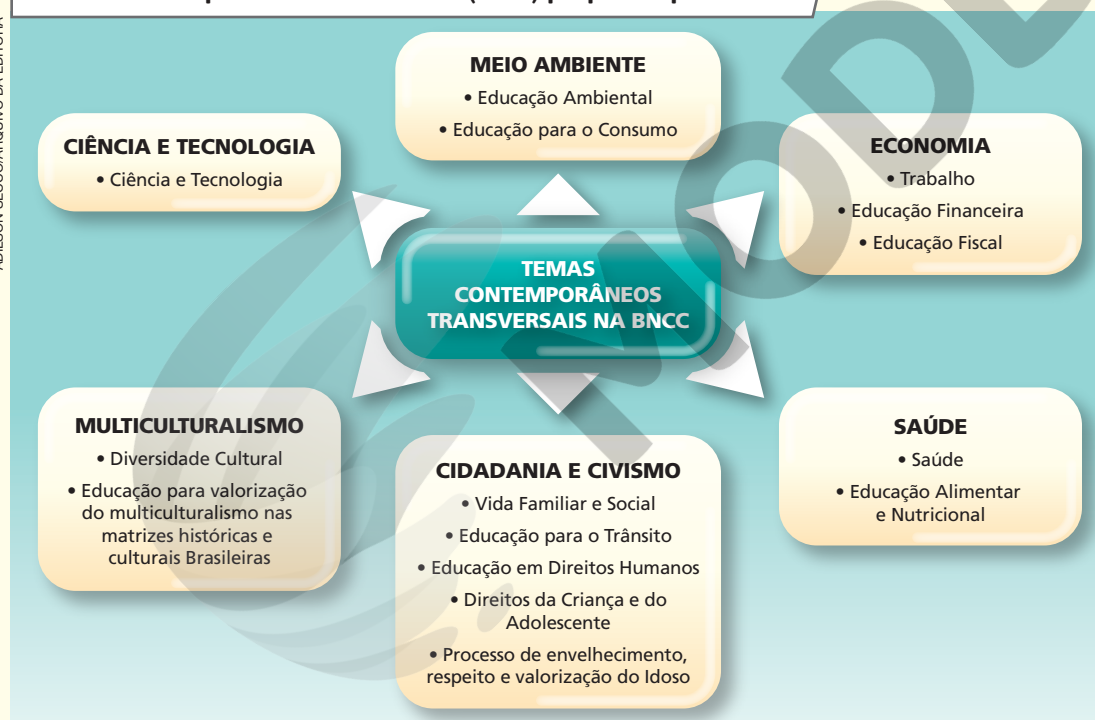 MEIO AMBIENTE
• Educação Ambiental
• Educação para o Consumo
CIÊNCIA E TECNOLOGIA
• Ciência e Tecnologia
ECONOMIA
• Trabalho
• Educação Financeira
• Educação Fiscal
TEMAS
CONTEMPORÂNEOS
TRANSVERSAIS NA BNCC
MULTICULTURALISMO
• Diversidade Cultural
• Educação para valorização
do multiculturalismo nas
matrizes históricas e
culturais Brasileiras
CIDADANIA E CIVISMO
• Vida Familiar e Social
• Educação para o Trânsito
• Educação em Direitos Humanos
• Direitos da Criança e do
Adolescente
• Processo de envelhecimento,
respeito e valorização do Idoso
SAÚDE
• Saúde
• Educação Alimentar
e Nutricional